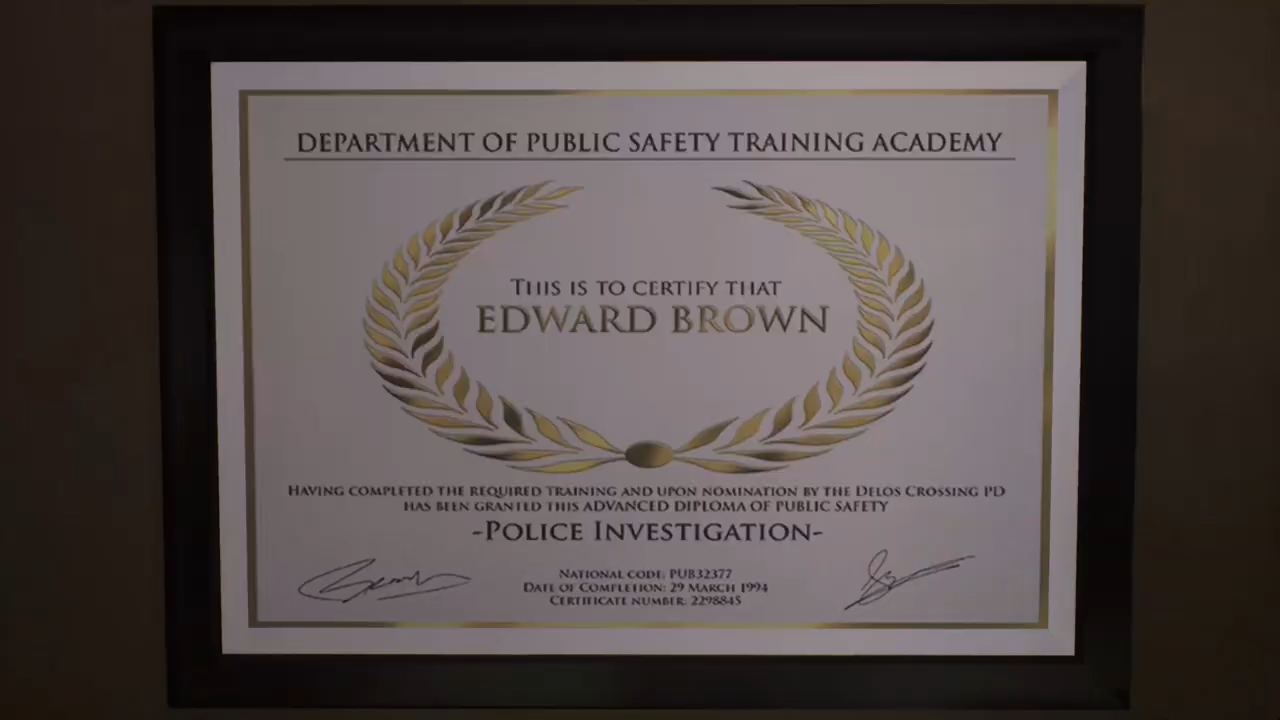 DEPARTMENT OF PUBLIC SAFETY TRAINING ACADEMY
THIS IS TO CERTIFY THAT
EDWARD BROWN
HAVING COMPLETED THE REQUIRED TRAINING AND UPON NOMINATION BY THE DELOS CROSSING PD
HAS BEEN GRANTED THIS ADVANCED DIPLOMA OF PUBLIC SAFETY
-POLICE INVESTIGATION-
NATIONAL CODE: PUB32377
DATE OF COMPLETION: 29 MARCH 1994
CERTIFICATE NUMBER: 2298845